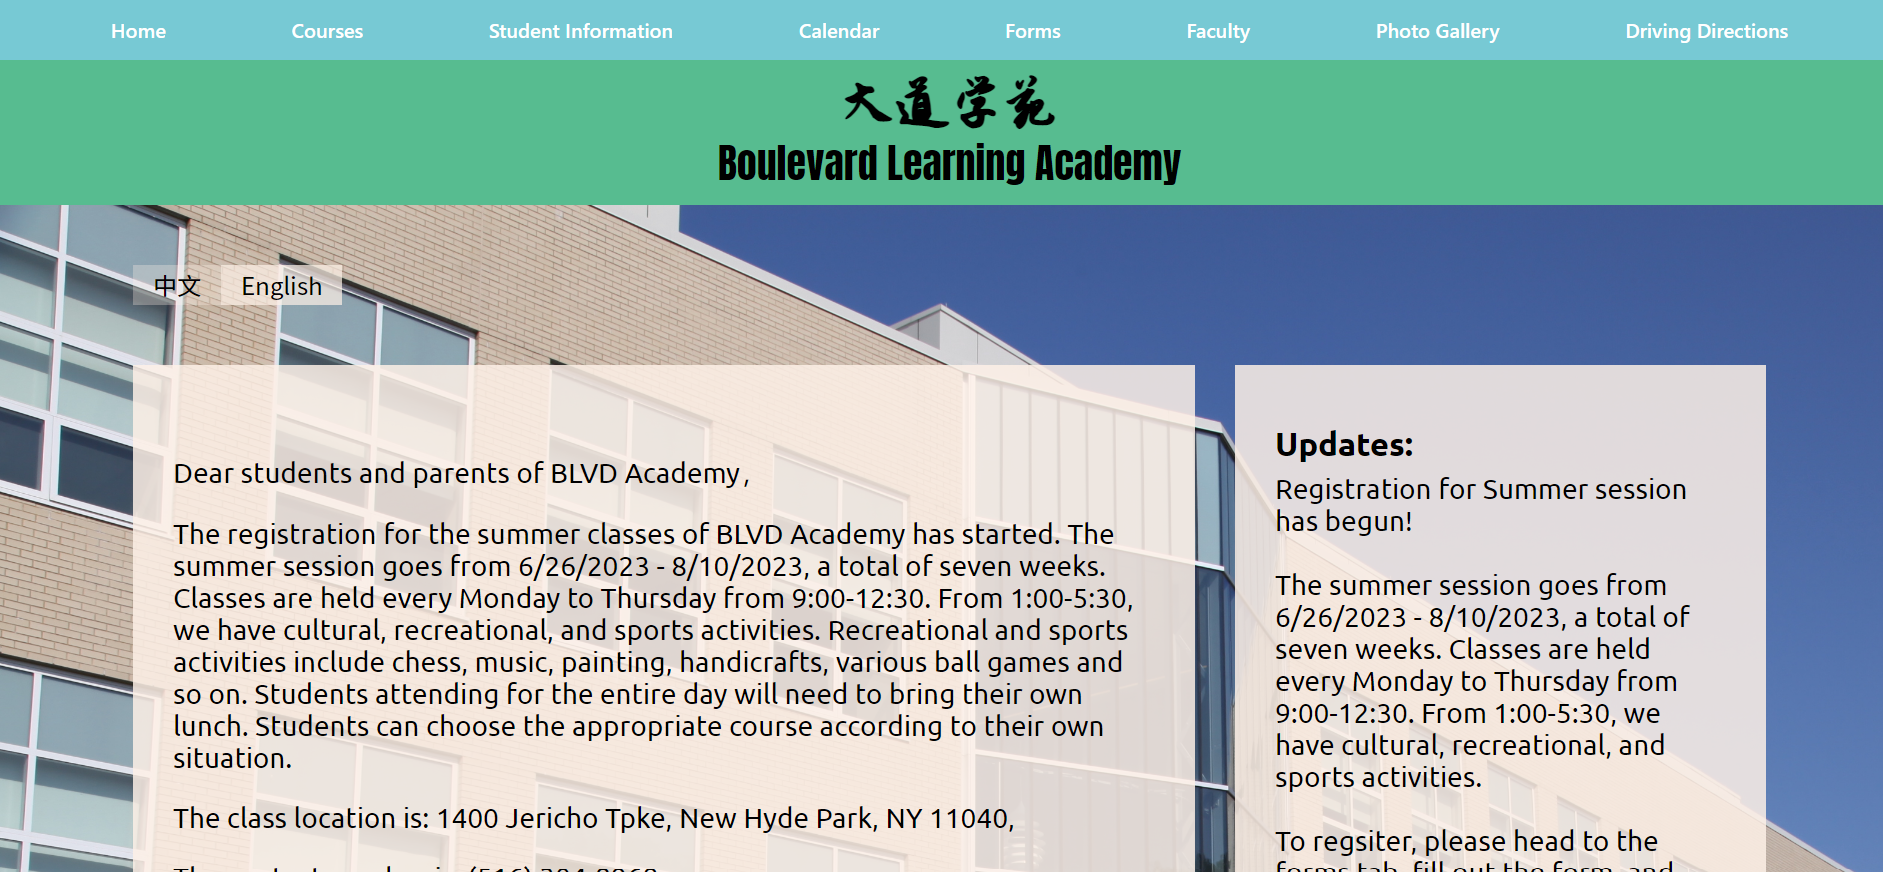 Home Courses Student Information Calendar Forms Faculty Photo Gallery Driving Directions
大道学苑
Boulevard Learning Academy
中文 English
Dear students and parents of BLVD Academy,
The registration for the summer classes of BLVD Academy has started. The
summer session goes from 6/26/2023 - 8/10/2023, a total of seven weeks.
Classes are held every Monday to Thursday from 9:00-12:30. From 1:00-5:30,
we have cultural, recreational, and sports activities. Recreational and sports
activities include chess, music, painting, handicrafts, various ball games and
so on. Students attending for the entire day will need to bring their own
lunch. Students can choose the appropriate course according to their own
situation.
The class location is: 1400 Jericho Tpke, New Hyde Park, NY 11040,
Updates:
Registration for Summer session
has begun!
The summer session goes from
6/26/2023 - 8/10/2023, a total of
seven weeks. Classes are held
every Monday to Thursday from
9:00-12:30. From 1:00-5:30, we
have cultural, recreational, and
sports activities.
To regsiter, please head to the
forms tab, fill out the form, and